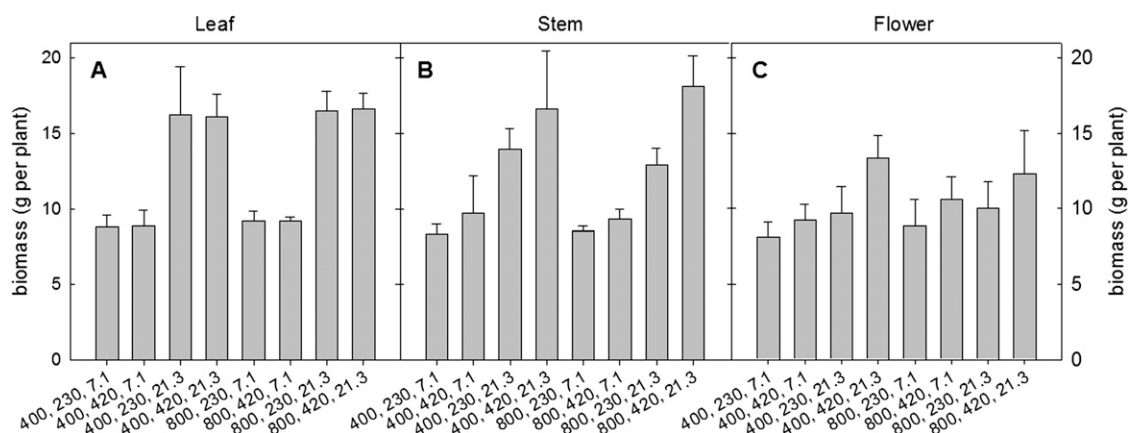 Leaf Stem Flower
A B C
biomass (g per plant)
20
15
10
5
0
400, 230, 7.1
400, 420, 7.1
400, 230, 21.3
400, 420, 21.3
800, 230, 7.1
800, 420, 7.1
800, 230, 21.3
800, 420, 21.3
400, 230, 7.1
400, 420, 7.1
400, 230, 21.3
400, 420, 21.3
800, 230, 7.1
800, 420, 7.1
800, 230, 21.3
800, 420, 21.3
400, 230, 7.1
400, 420, 7.1
400, 230, 21.3
400, 420, 21.3
800, 230, 7.1
800, 420, 7.1
800, 230, 21.3
800, 420, 21.3
20
15
10
5
0
biomass (g per plant)